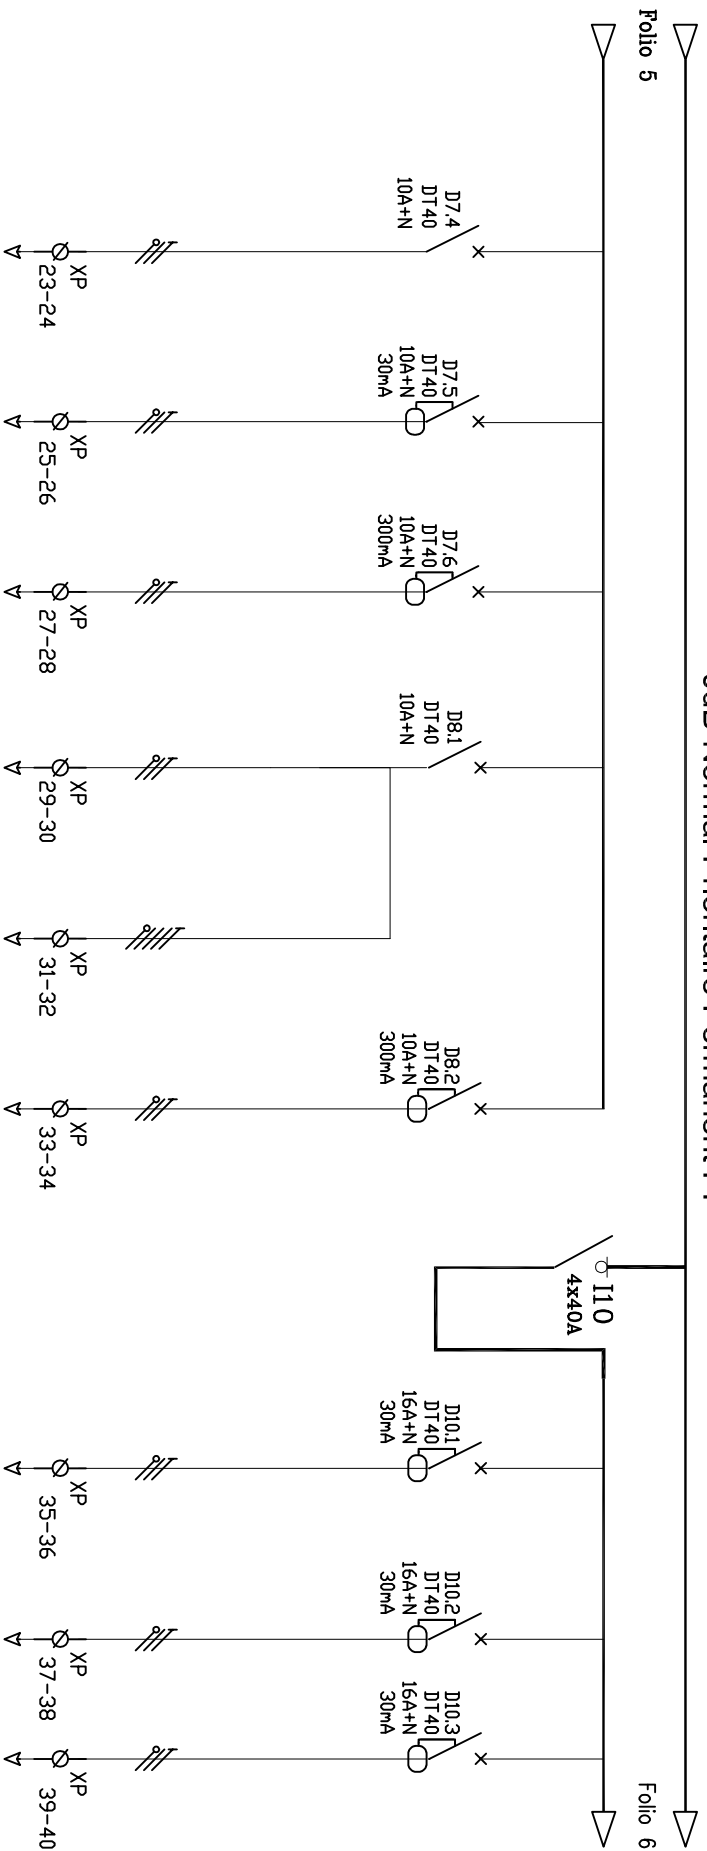 Folio 5
D7.4
DT40
10A+N
XP
23-24
D7.5
DT40
10A+N
30mA
XP
25-26
D7.6
DT40
10A+N
300mA
XP
27-28
D8.1
DT40
10A+N
XP
29-30
XP
31-32
D8.2
DT40
10A+N
300mA
XP
33-34
I10
4x40A
D10.1
DT40
16A+N
30mA
XP
35-36
D10.2
DT40
16A+N
30mA
XP
37-38
D10.3
DT40
16A+N
30mA
XP
39-40
Folio 6